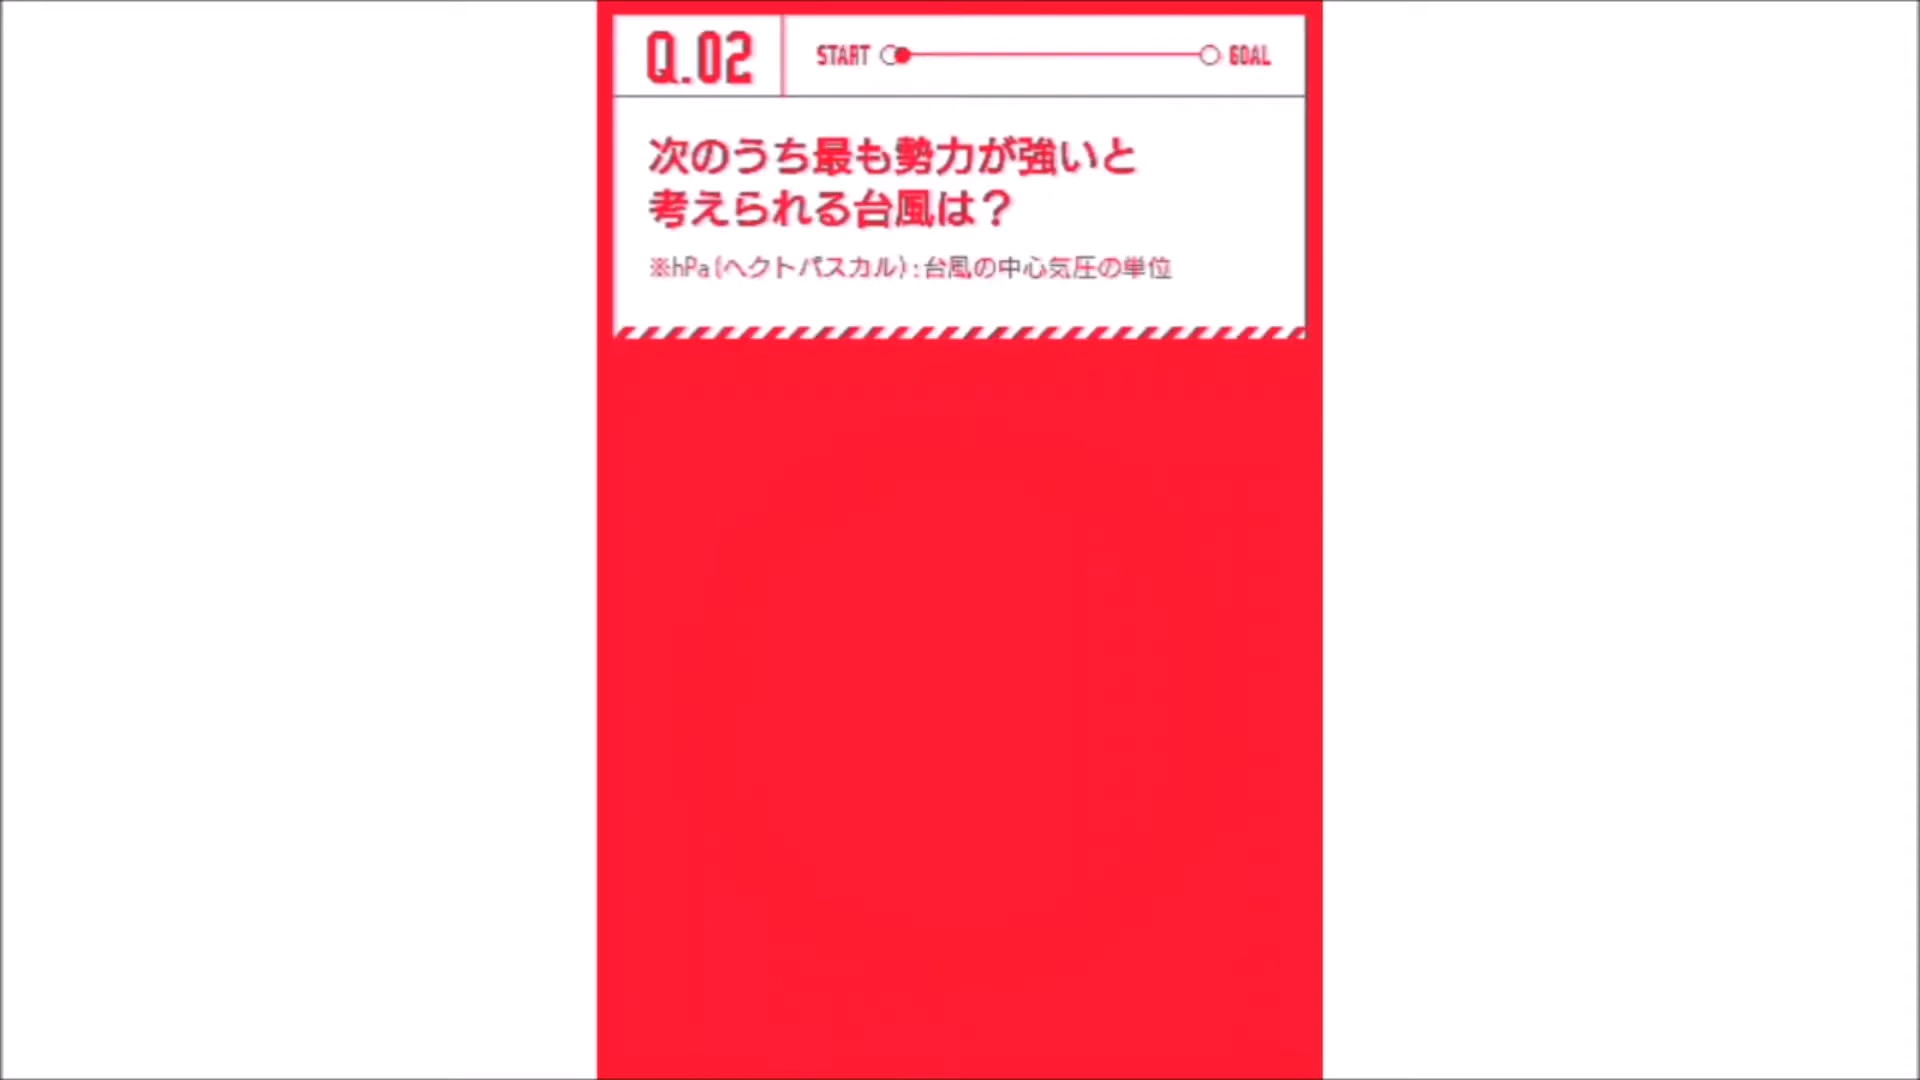 Q.02
START GOAL
次のうち最も勢力が強いと
考えられる台風は？
※hPa(ヘクトパスカル):台風の中心気圧の単位